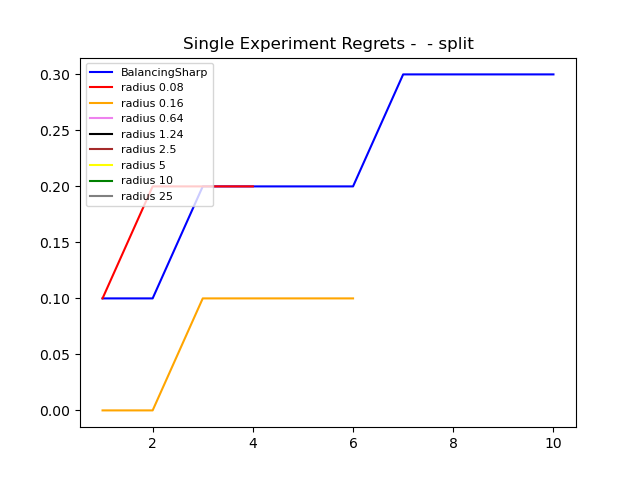 Single Experiment Regrets -  - split
BalancingSharp
radius 0.08
radius 0.16
radius 0.64
radius 1.24
radius 2.5
radius 5
radius 10
radius 25
0.30
0.25
0.20
0.15
0.10
0.05
0.00
2 4 6 8 10